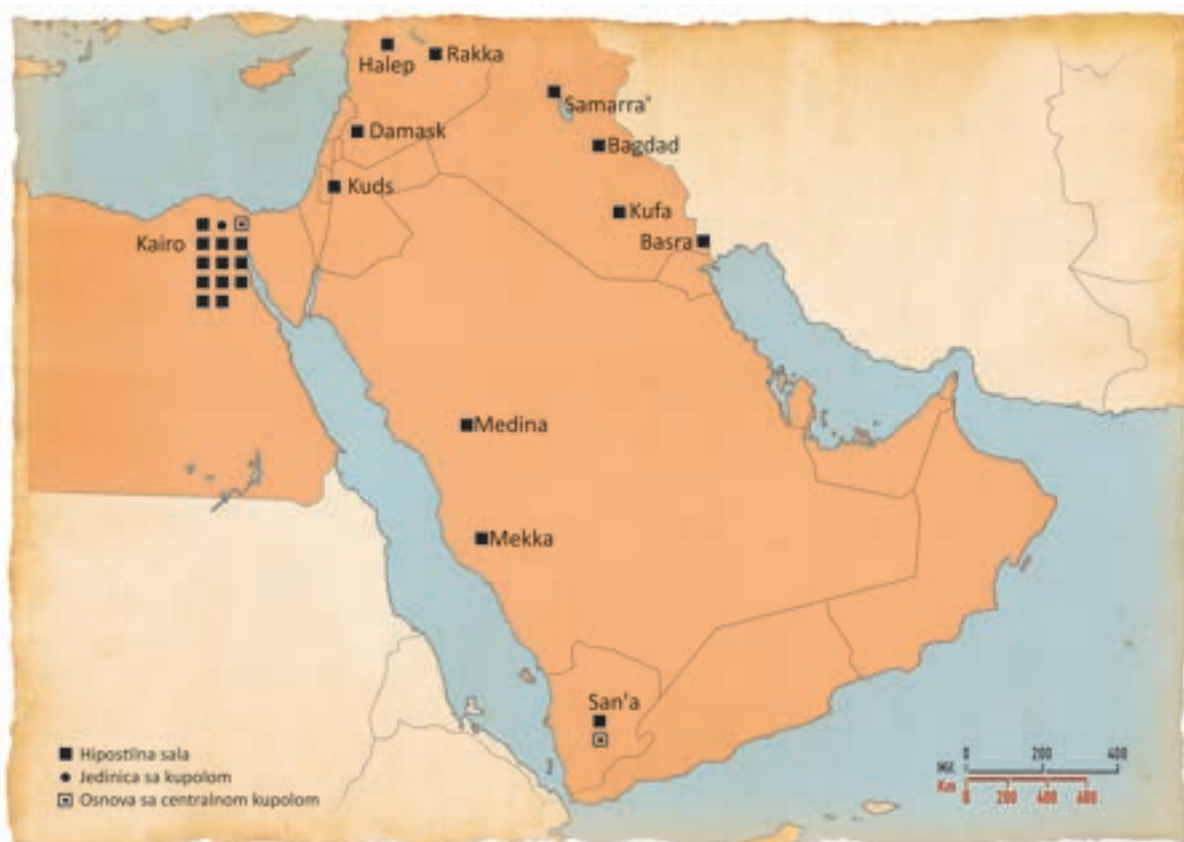 Halep
Rakka
Samarra'
Damask
Bagdad
Kuds
Kufa
Kairo
Basra
Medina
Mekka
San'a
Hipostilna sala
Jedinica sa kupolom
Osnova sa centralnom kupolom
0 200 400
Mil.
Km
0 200 400 600